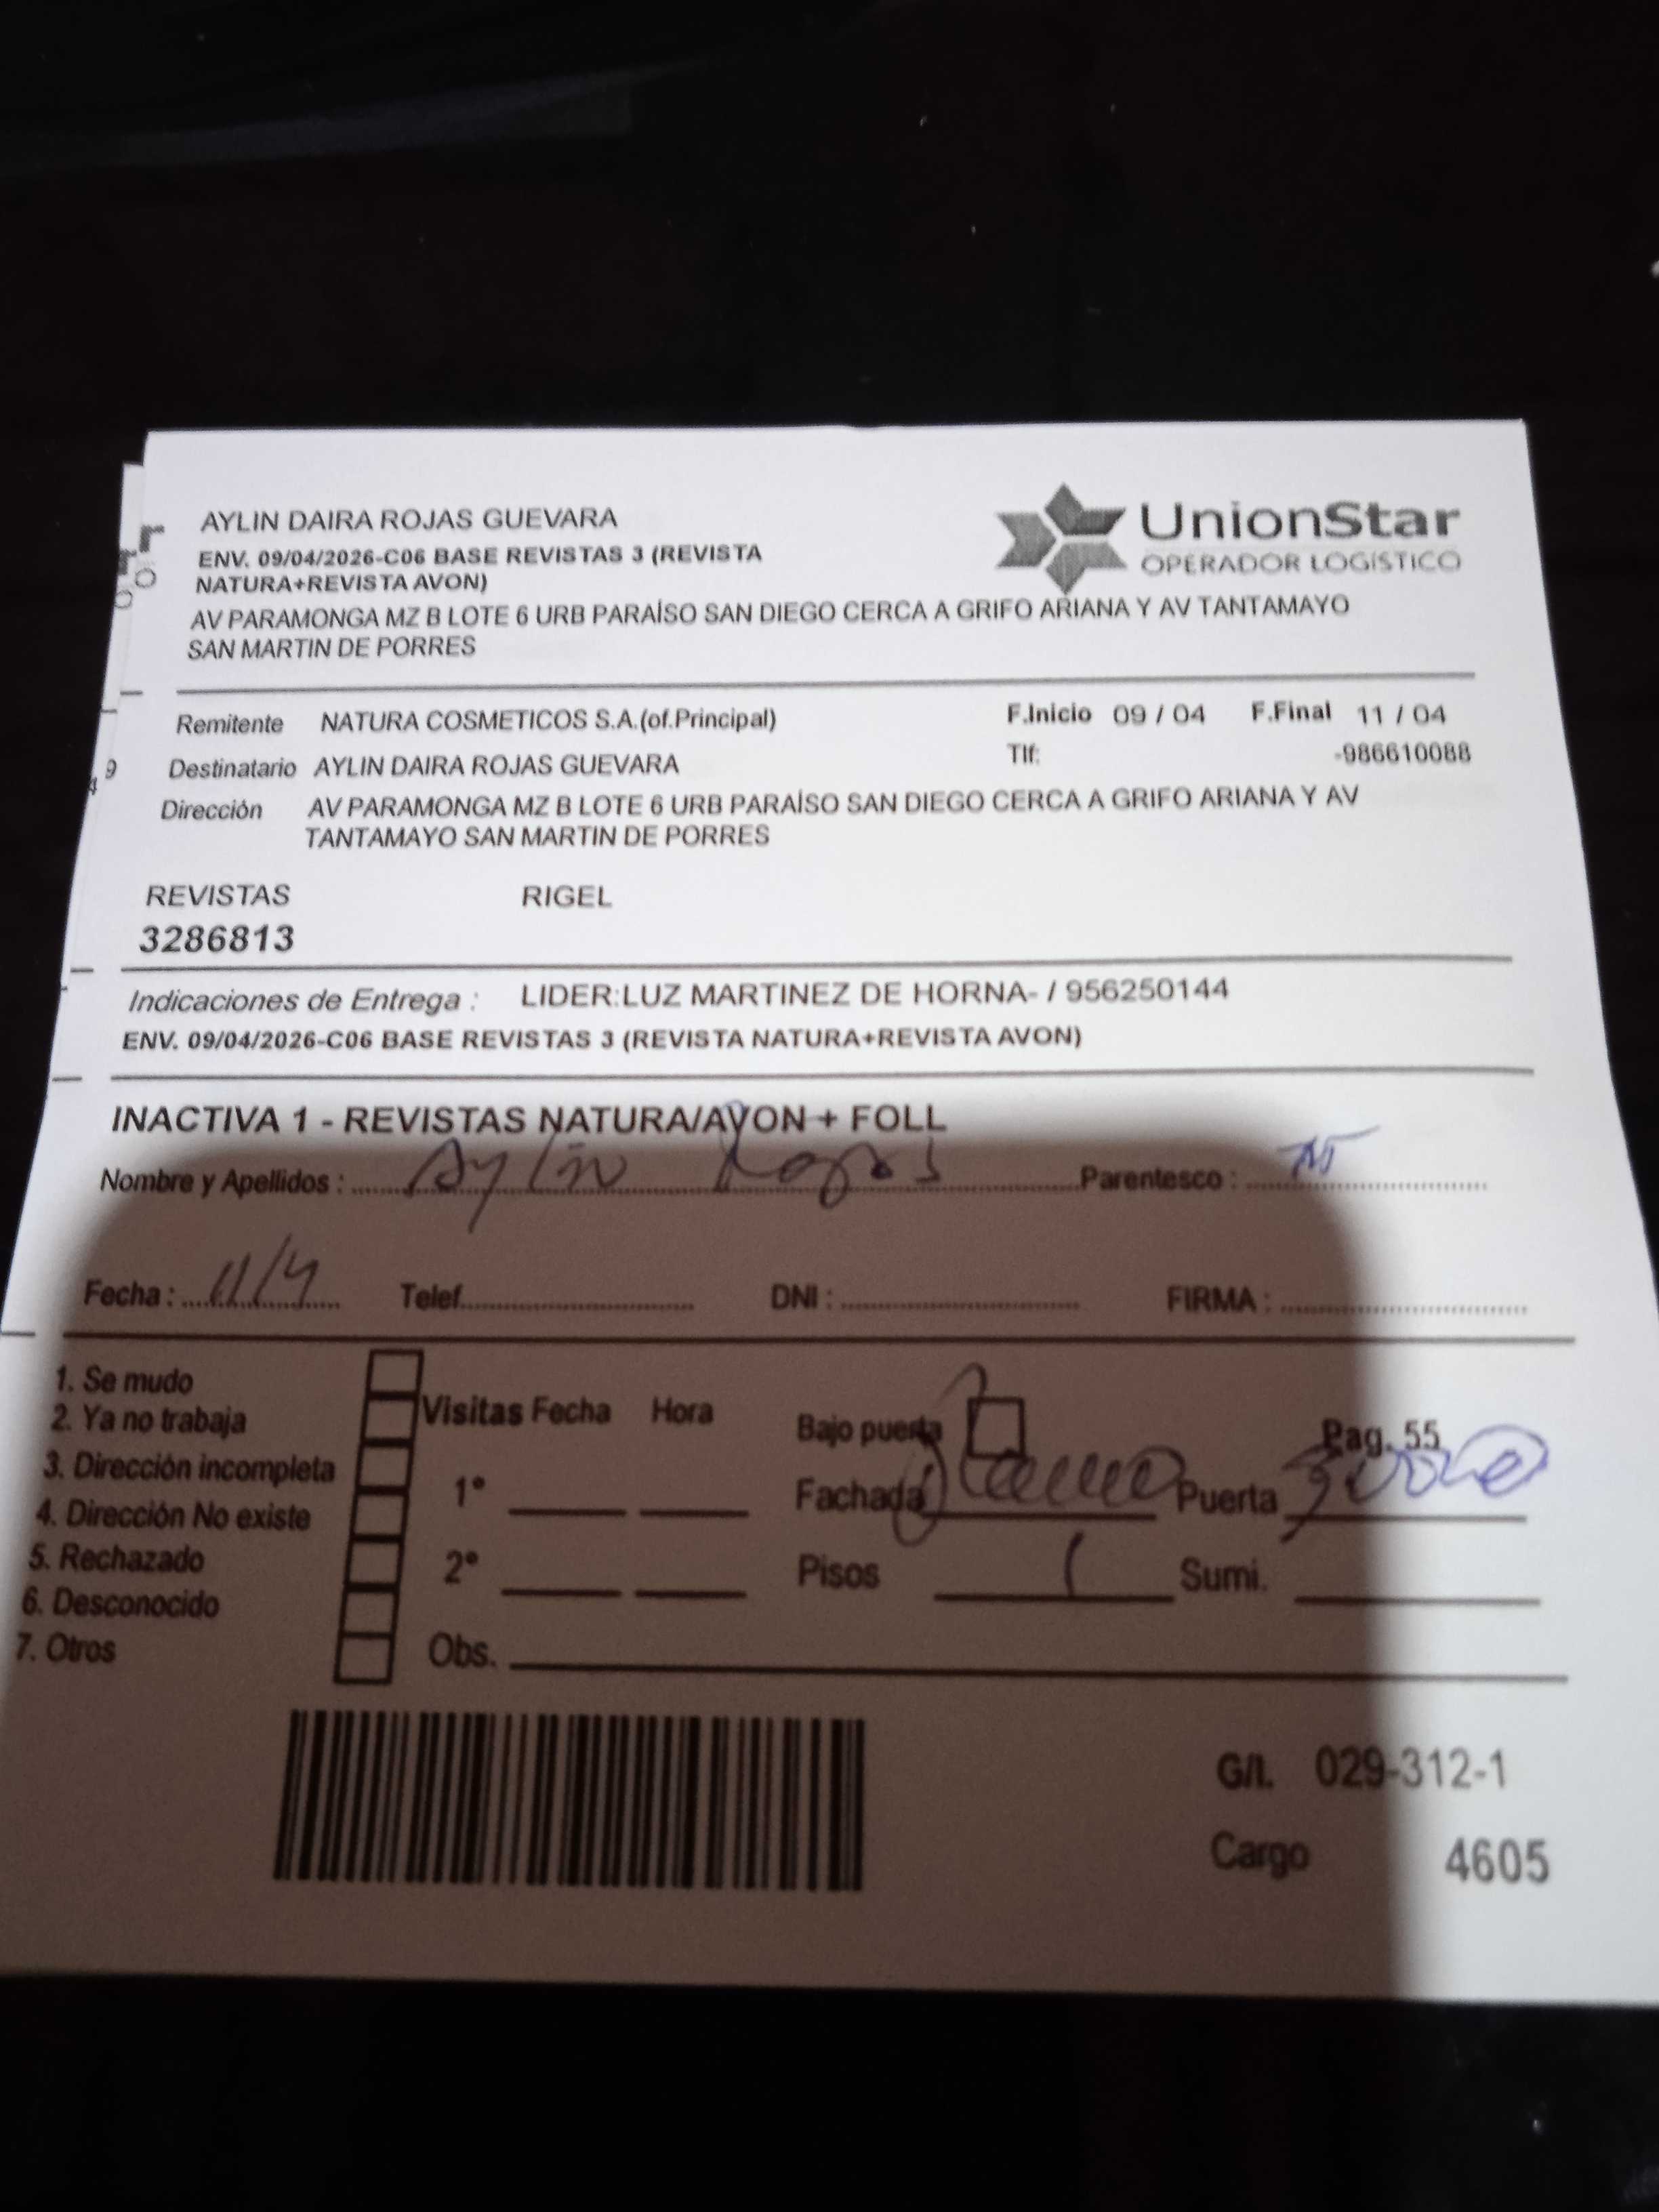 AYLIN DAIRA ROJAS GUEVARA
ENV. 09/04/2026-C06 BASE REVISTAS 3 (REVISTA
NATURA+REVISTA AVON)
UnionStar
OPERADOR LOGÍSTICO
AV PARAMONGA MZ B LOTE 6 URB PARAÍSO SAN DIEGO CERCA A GRIFO ARIANA Y AV TANTAMAYO
SAN MARTIN DE PORRES
Remitente NATURA COSMETICOS S.A.(of.Principal) F.Inicio 09 / 04 F.Final 11 / 04
Destinatario AYLIN DAIRA ROJAS GUEVARA Tlf: -986610088
Dirección AV PARAMONGA MZ B LOTE 6 URB PARAÍSO SAN DIEGO CERCA A GRIFO ARIANA Y AV
TANTAMAYO SAN MARTIN DE PORRES
REVISTAS RIGEL
3286813
Indicaciones de Entrega : LIDER:LUZ MARTINEZ DE HORNA- / 956250144
ENV. 09/04/2026-C06 BASE REVISTAS 3 (REVISTA NATURA+REVISTA AVON)
INACTIVA 1 - REVISTAS NATURA/AVON + FOLL
Nombre y Apellidos : Aylin Rojas Parentesco :
Fecha : 11/4 Telef. DNI : FIRMA :
1. Se mudo
2. Ya no trabaja
3. Dirección incompleta
4. Dirección No existe
5. Rechazado
6. Desconocido
7. Otros
Visitas Fecha Hora
1°
2°
Obs.
Bajo puerta Pag. 55
Fachada Puerta
Pisos 1 Sumi.
G/I. 029-312-1
Cargo 4605